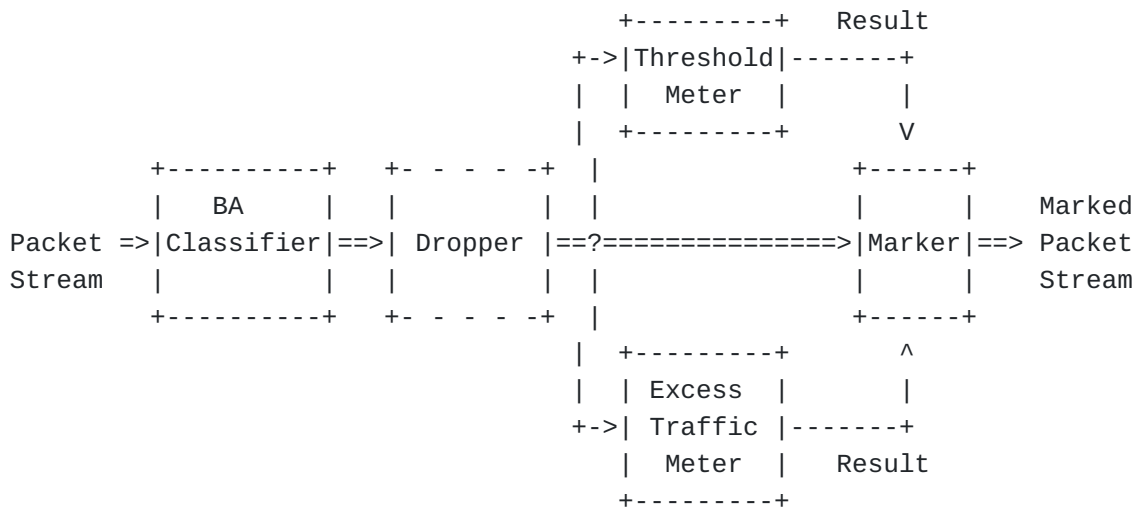 +---------+   Result
+->|Threshold|-------+
|  |  Meter  |       |
|  +---------+       V
+----------+   +- - - - -+  |                +------+
|   BA     |   |         |  |                |      |    Marked
Packet =>|Classifier|==>| Dropper |==?===============>|Marker|==>  Packet
Stream   |          |   |         |  |                |      |    Stream
+----------+   +- - - - -+  |                +------+
|  +---------+       ^
|  | Excess  |       |
+->| Traffic |-------+
|  Meter  |   Result
+---------+